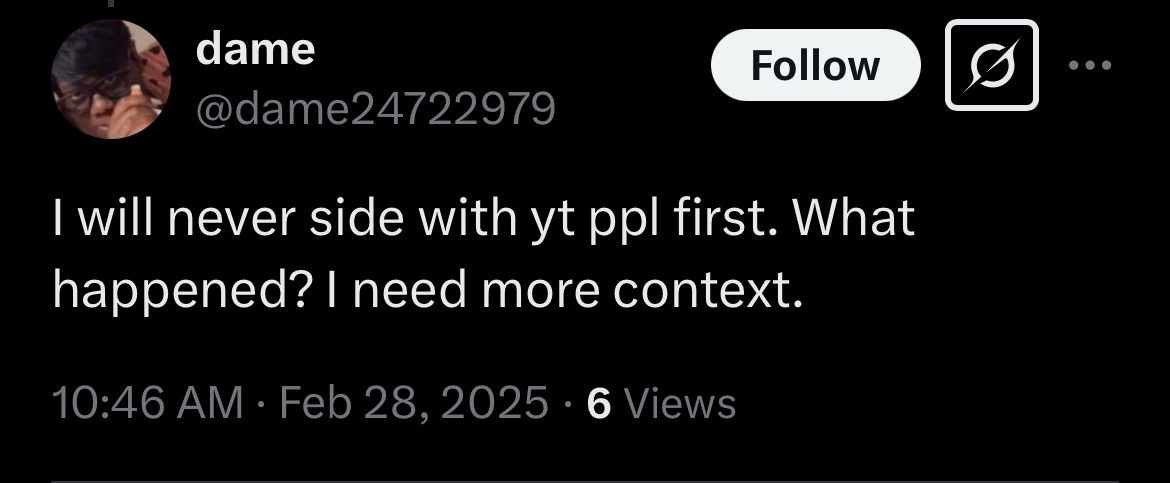 dame
Follow
@dame24722979
I will never side with yt ppl first. What
happened? I need more context.
10:46 AM · Feb 28, 2025 · 6 Views